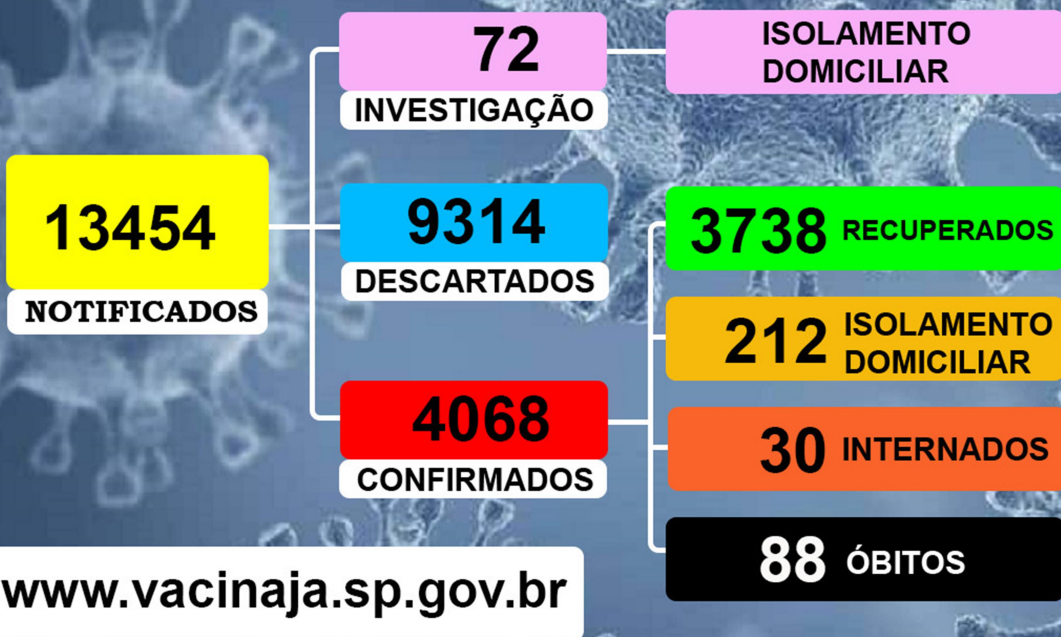 13454
NOTIFICADOS
72
INVESTIGAÇÃO
ISOLAMENTO
DOMICILIAR
9314
DESCARTADOS
4068
CONFIRMADOS
3738 RECUPERADOS
212 ISOLAMENTO
DOMICILIAR
30 INTERNADOS
88 ÓBITOS
www.vacinaja.sp.gov.br